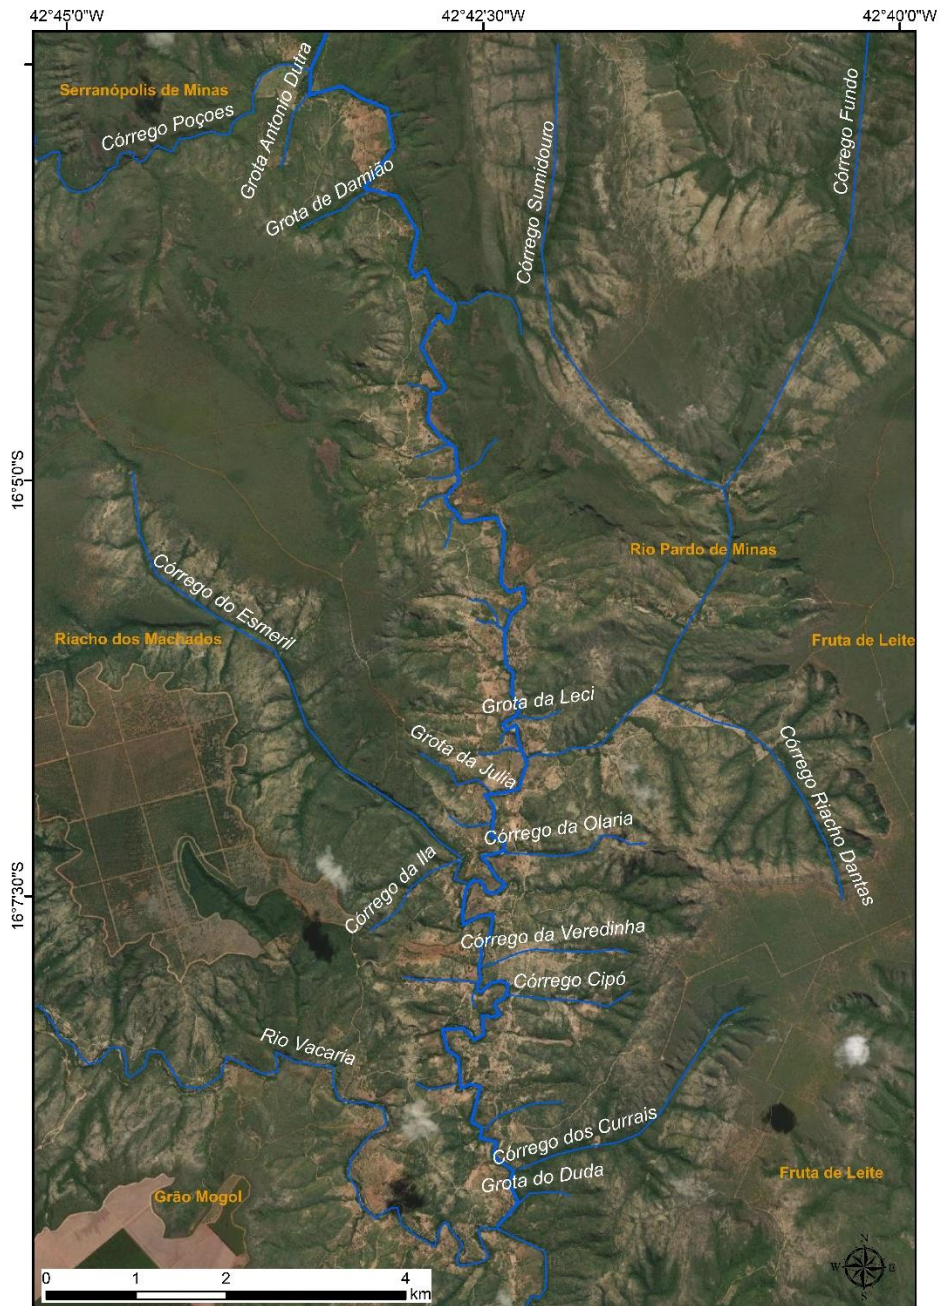 42°45'0"W
42°42'30"W
42°40'0"W
Serranópolis de Minas
Córrego Poçoes
Grota Antonio Dutra
Grota de Damião
Córrego Sumidouro
Córrego Fundo
16°5'0"S
Rio Pardo de Minas
Córrego do Esmeril
Riacho dos Machados
Fruta de Leite
Grota da Leci
Grota da Julia
Córrego Riacho Dantas
Córrego da Olaria
Córrego da Ila
16°7'30"S
Córrego da Veredinha
Córrego Cipó
Rio Vacaría
Córrego dos Currais
Grota do Duda
Fruta de Leite
Grão Mogol
N
W
E
S
0 1 2 4
km